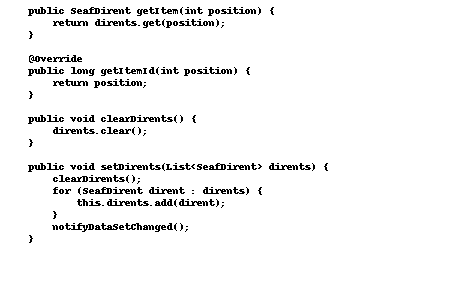 public SeafDirent getItem(int position) {
    return dirents.get(position);
}
@Override
public long getItemId(int position) {
    return position;
}
public void clearDirents() {
    dirents.clear();
}
public void setDirents(List<SeafDirent> dirents) {
    clearDirents();
    for (SeafDirent dirent : dirents) {
        this.dirents.add(dirent);
    }
    notifyDataSetChanged();
}